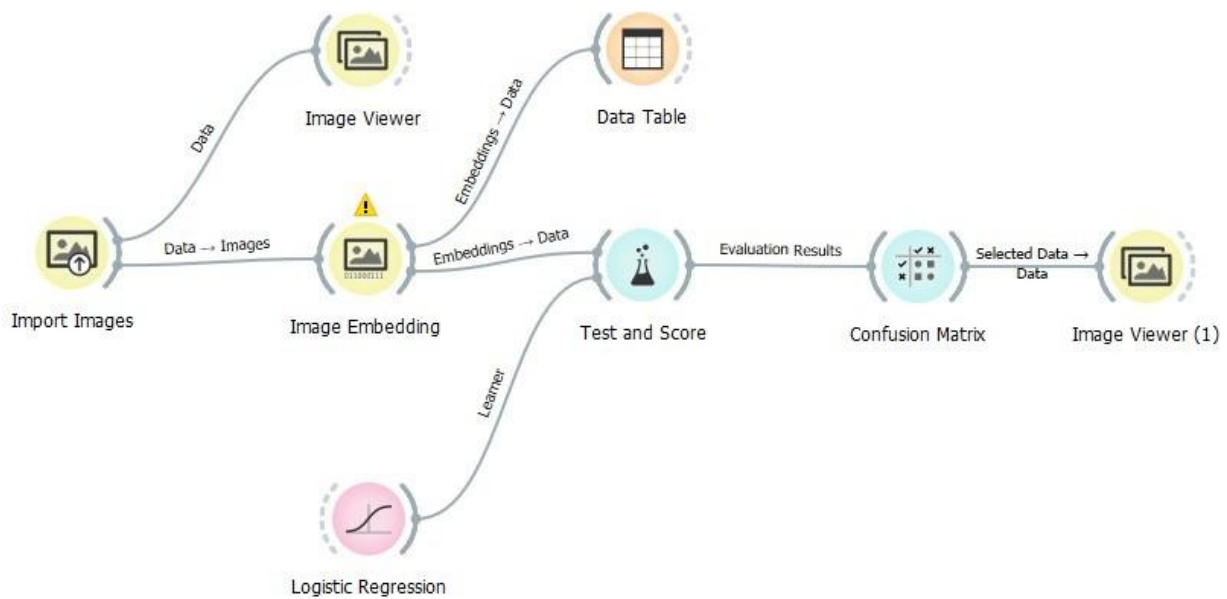 Image Viewer
Data Table
Data
Embeddings → Data
Import Images
Data → Images
Image Embedding
011000111
Embeddings → Data
Test and Score
Evaluation Results
Confusion Matrix
Selected Data →
Data
Image Viewer (1)
Learner
Logistic Regression